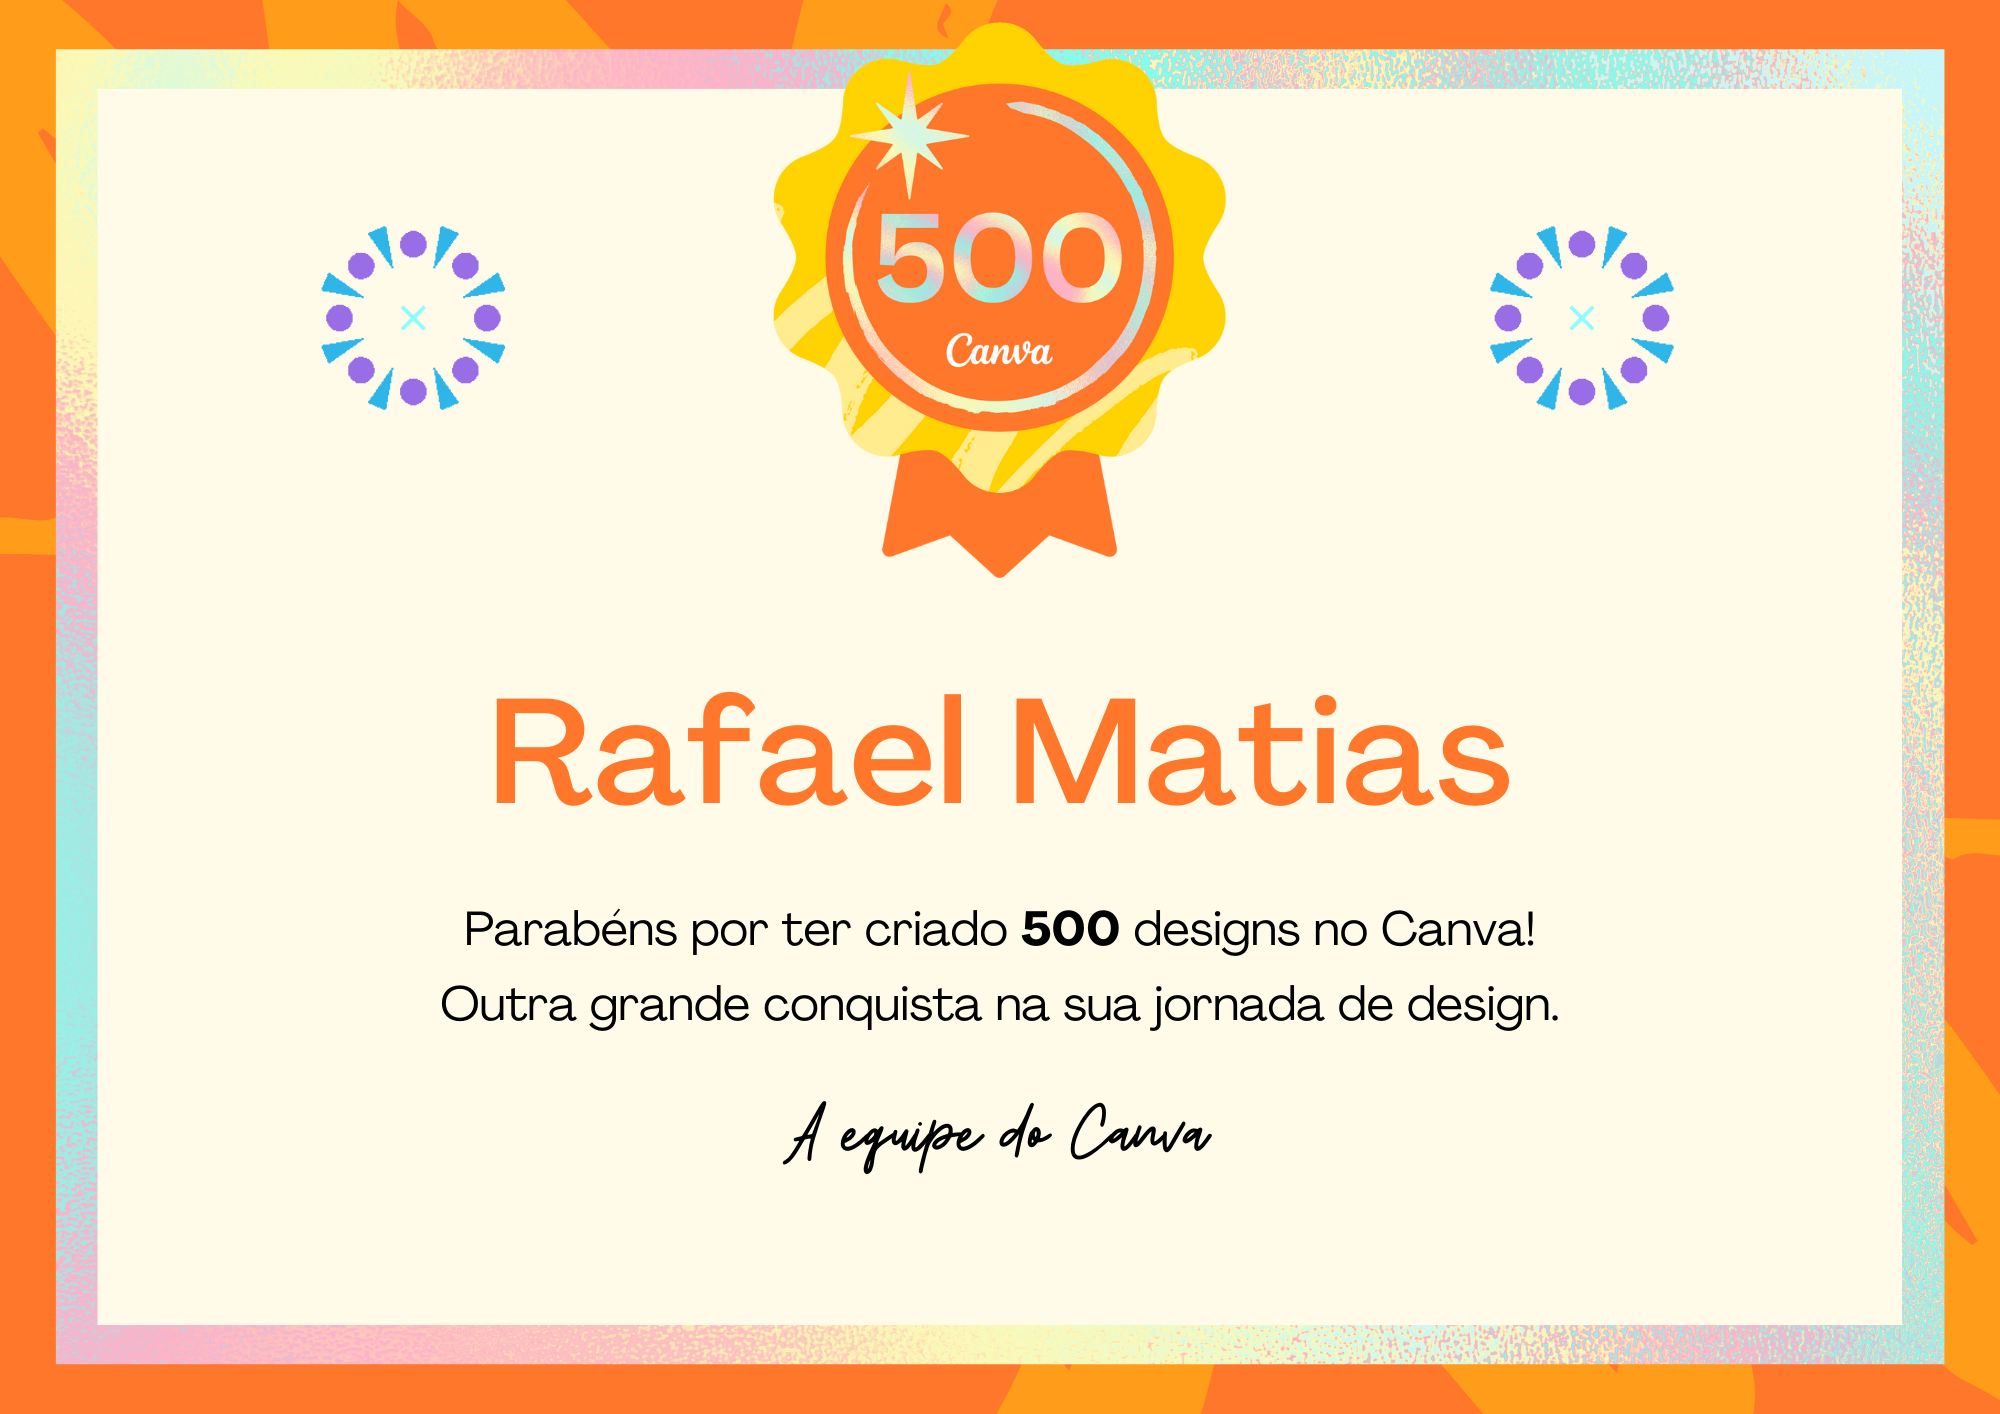 500
Canva
Rafael Matias
Parabéns por ter criado 500 designs no Canva!
Outra grande conquista na sua jornada de design.
A equipe do Canva